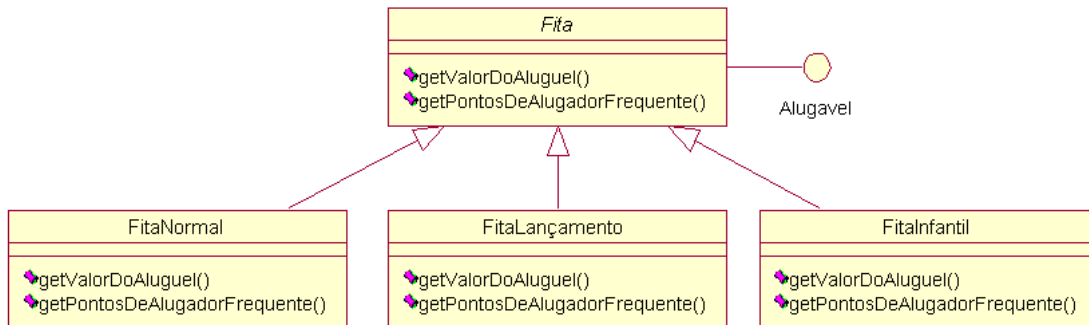 Fita
getValorDoAluguel()
getPontosDeAlugadorFrequente()
Alugavel
FitaNormal
getValorDoAluguel()
getPontosDeAlugadorFrequente()
FitaLançamento
getValorDoAluguel()
getPontosDeAlugadorFrequente()
FitaInfantil
getValorDoAluguel()
getPontosDeAlugadorFrequente()